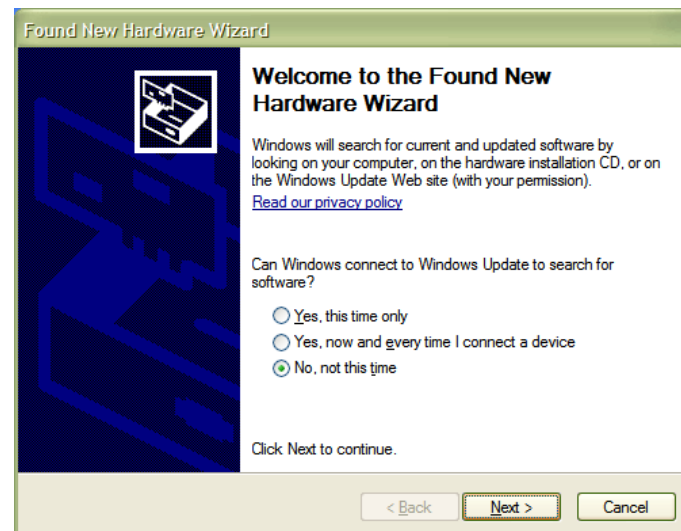 Found New Hardware Wizard
Welcome to the Found New
Hardware Wizard
Windows will search for current and updated software by
looking on your computer, on the hardware installation CD, or on
the Windows Update Web site (with your permission).
Read our privacy policy
Can Windows connect to Windows Update to search for
software?
Yes, this time only
Yes, now and every time I connect a device
No, not this time
Click Next to continue.
< Back
Next >
Cancel